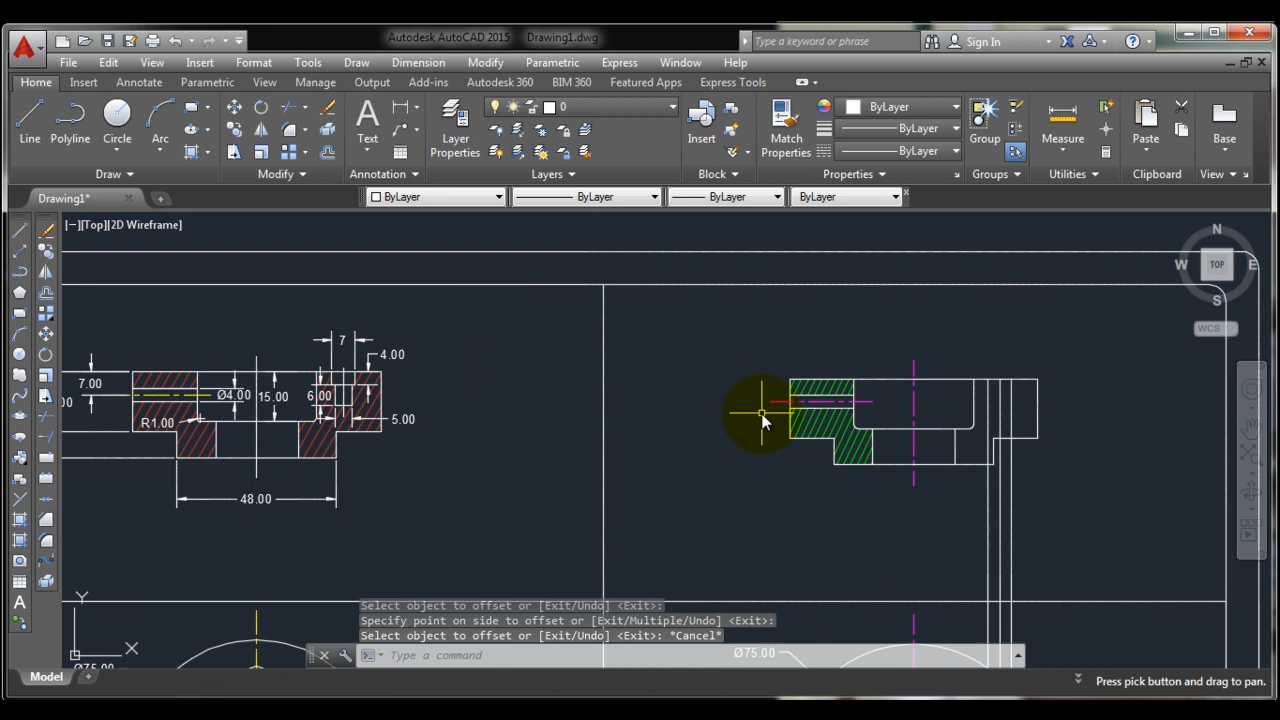 Autodesk AutoCAD 2015 Drawing1.dwg
Type a keyword or phrase
Sign In
File Edit View Insert Format Tools Draw Dimension Modify Parametric Express Window Help
Home Insert Annotate Parametric View Manage Output Add-ins Autodesk 360 BIM 360 Featured Apps Express Tools
0
ByLayer
Line Polyline Circle Arc
Text
Layer
Properties
Insert
Match
Properties
ByLayer
ByLayer
Group
Measure
Paste
Base
Draw Modify Annotation Layers Block Properties Groups Utilities Clipboard View
Drawing1*
ByLayer ByLayer ByLayer ByLayer
[−][Top][2D Wireframe]
N
W TOP E
S
WCS
7
4.00
7.00
Ø4.00 15.00 6.00
R1.00
5.00
48.00
Y
X
Ø75.00
Ø75.00
Select object to offset or [Exit/Undo] <Exit>:
Specify point on side to offset or [Exit/Multiple/Undo] <Exit>:
Select object to offset or [Exit/Undo] <Exit>: *Cancel*
Type a command
Model
Press pick button and drag to pan.